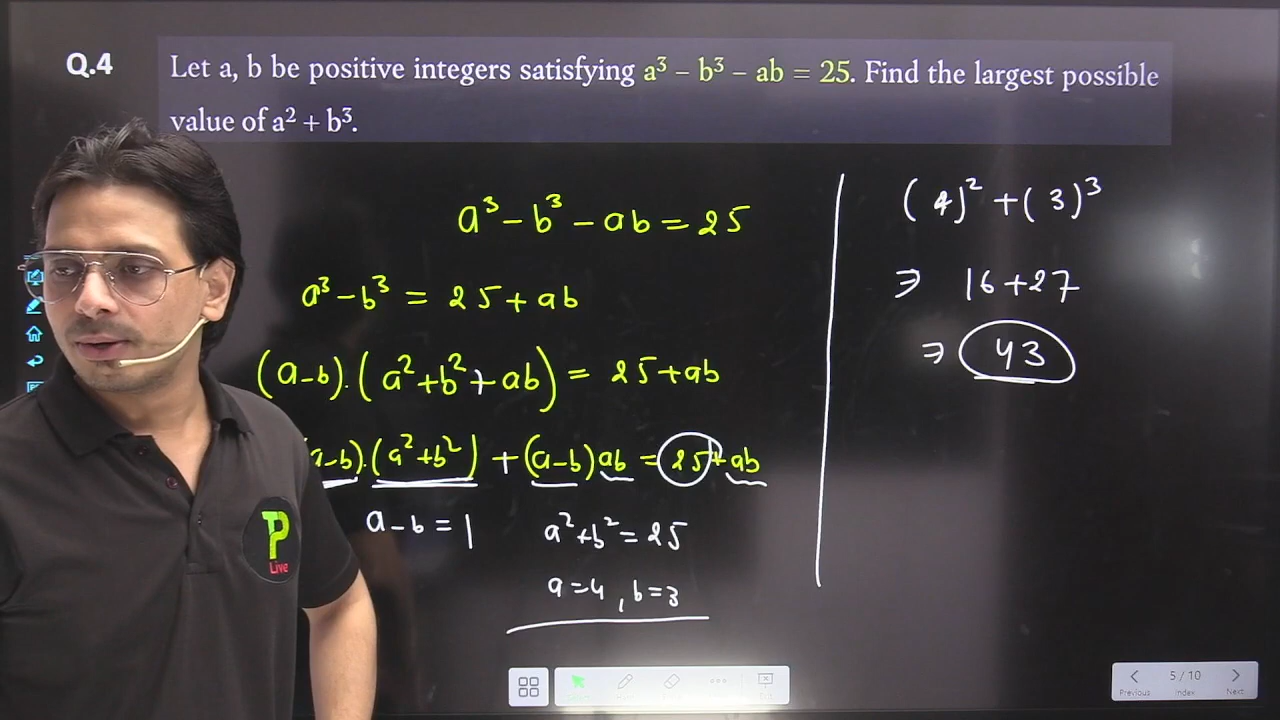 Q.4
Let a, b be positive integers satisfying a³ − b³ − ab = 25. Find the largest possible
value of a² + b³.
a³ − b³ − ab = 25
a³ − b³ = 25 + ab
(a−b).(a²+b²+ab) = 25+ab
a−b).(a²+b²) + (a−b)ab = 25+ab
a−b = 1 a²+b² = 25
a=4, b=3
(4)² + (3)³
⇒ 16+27
⇒ 43
TP
Live
5 / 10
Previous Index Next